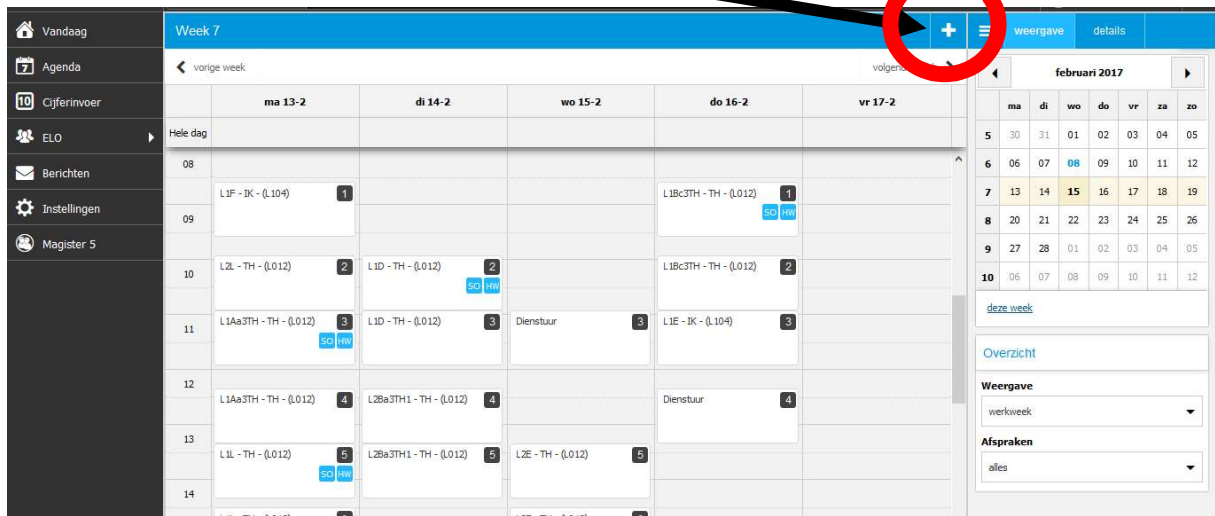 Vandaag
7 Agenda
10 Cijferinvoer
ELO
Berichten
Instellingen
Magister 5
Week 7
vorige week
ma 13-2 di 14-2 wo 15-2 do 16-2 vr 17-2
Hele dag
08
L1F - IK - (L104) 1 L1Bc3TH - TH - (L012) 1
SO HW
09
L2L - TH - (L012) 2 L1D - TH - (L012) 2 L1Bc3TH - TH - (L012) 2
10
SO HW
L1Aa3TH - TH - (L012) 3 L1D - TH - (L012) 3 Dienstuur 3 L1E - IK - (L104) 3
11
SO HW
12
L1Aa3TH - TH - (L012) 4 L2Ba3TH1 - TH - (L012) 4 Dienstuur 4
13
L1L - TH - (L012) 5 L2Ba3TH1 - TH - (L012) 5 L2E - TH - (L012) 5
SO HW
14
weergave details
februari 2017
ma di wo do vr za zo
5 30 31 01 02 03 04 05
6 06 07 08 09 10 11 12
7 13 14 15 16 17 18 19
8 20 21 22 23 24 25 26
9 27 28 01 02 03 04 05
10 06 07 08 09 10 11 12
deze week
Overzicht
Weergave
werkweek
Afspraken
alles